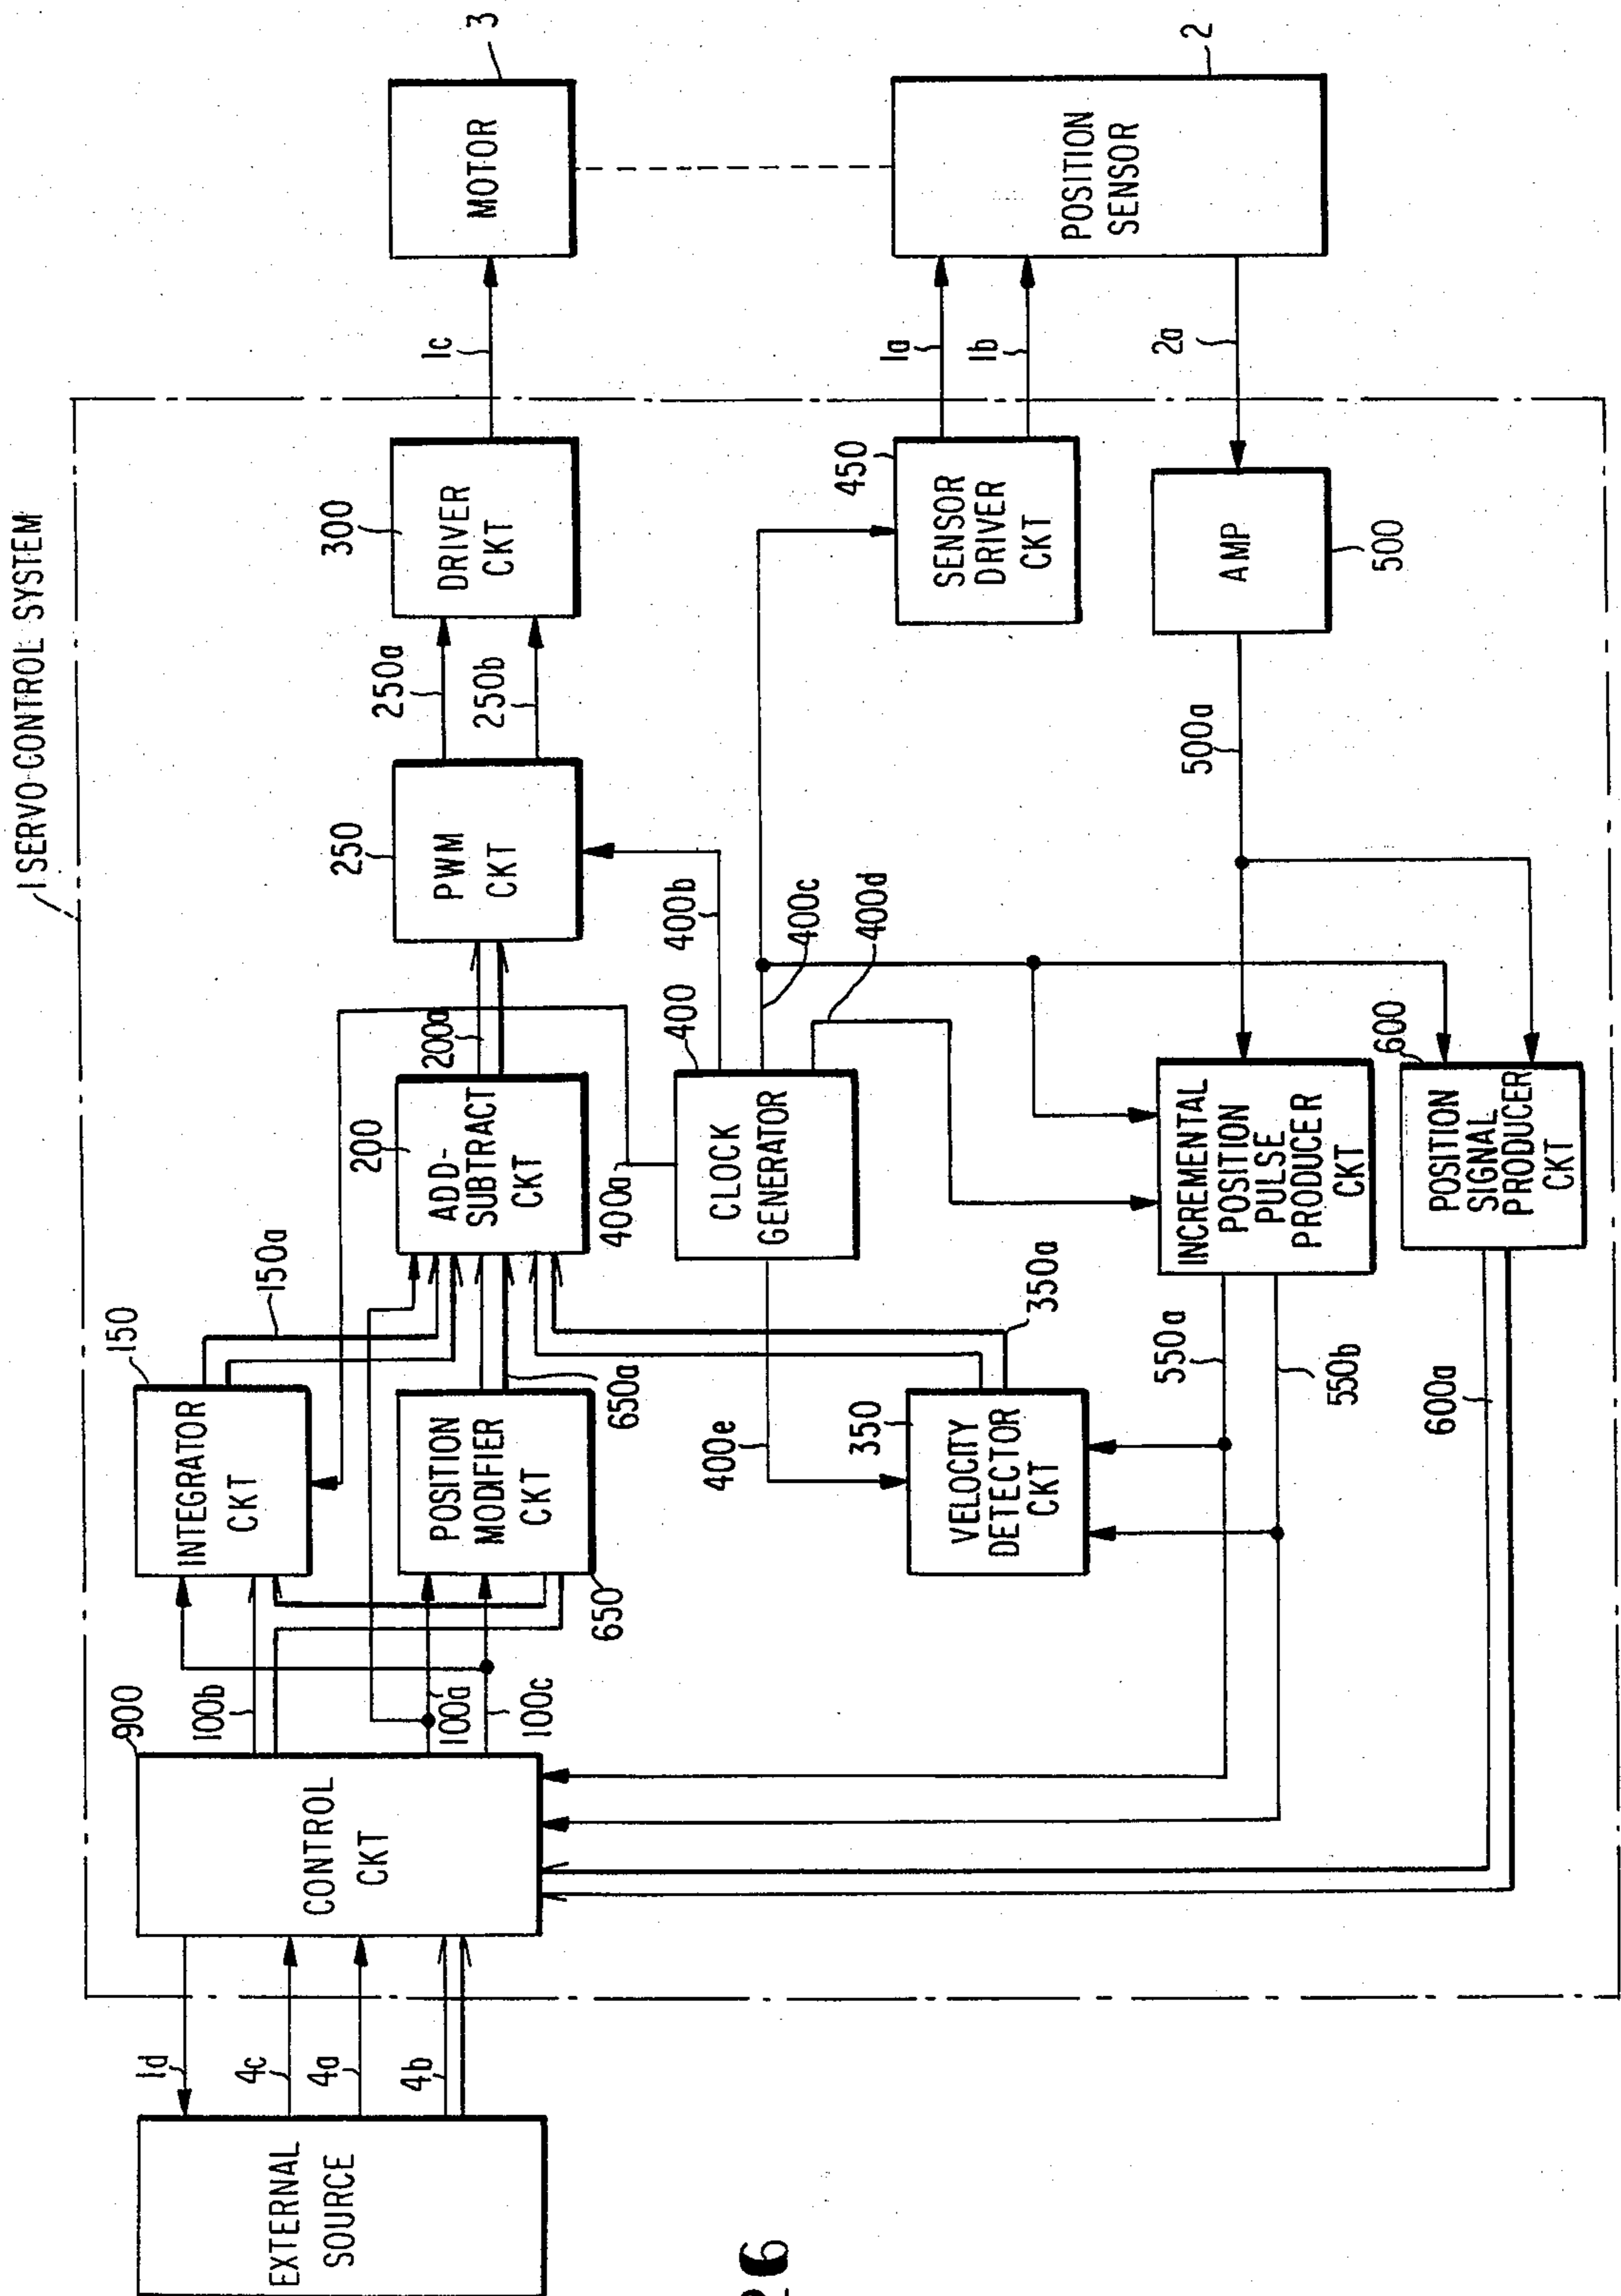 1 SERVO-CONTROL SYSTEM
EXTERNAL
SOURCE
1d
4c
4a
4b
900
CONTROL
CKT
100b
100a
100c
150
INTEGRATOR
CKT
150a
POSITION
MODIFIER
CKT
650
650a
200
ADD-
SUBTRACT
CKT
200a
250
PWM
CKT
250a
250b
300
DRIVER
CKT
1c
MOTOR
3
400
CLOCK
GENERATOR
400a
400b
400c
400d
400e
350
VELOCITY
DETECTOR
CKT
350a
450
SENSOR
DRIVER
CKT
1a
1b
POSITION
SENSOR
2
2a
AMP
500
500a
INCREMENTAL
POSITION
PULSE
PRODUCER
CKT
550a
550b
600
POSITION
SIGNAL
PRODUCER
CKT
600a
26